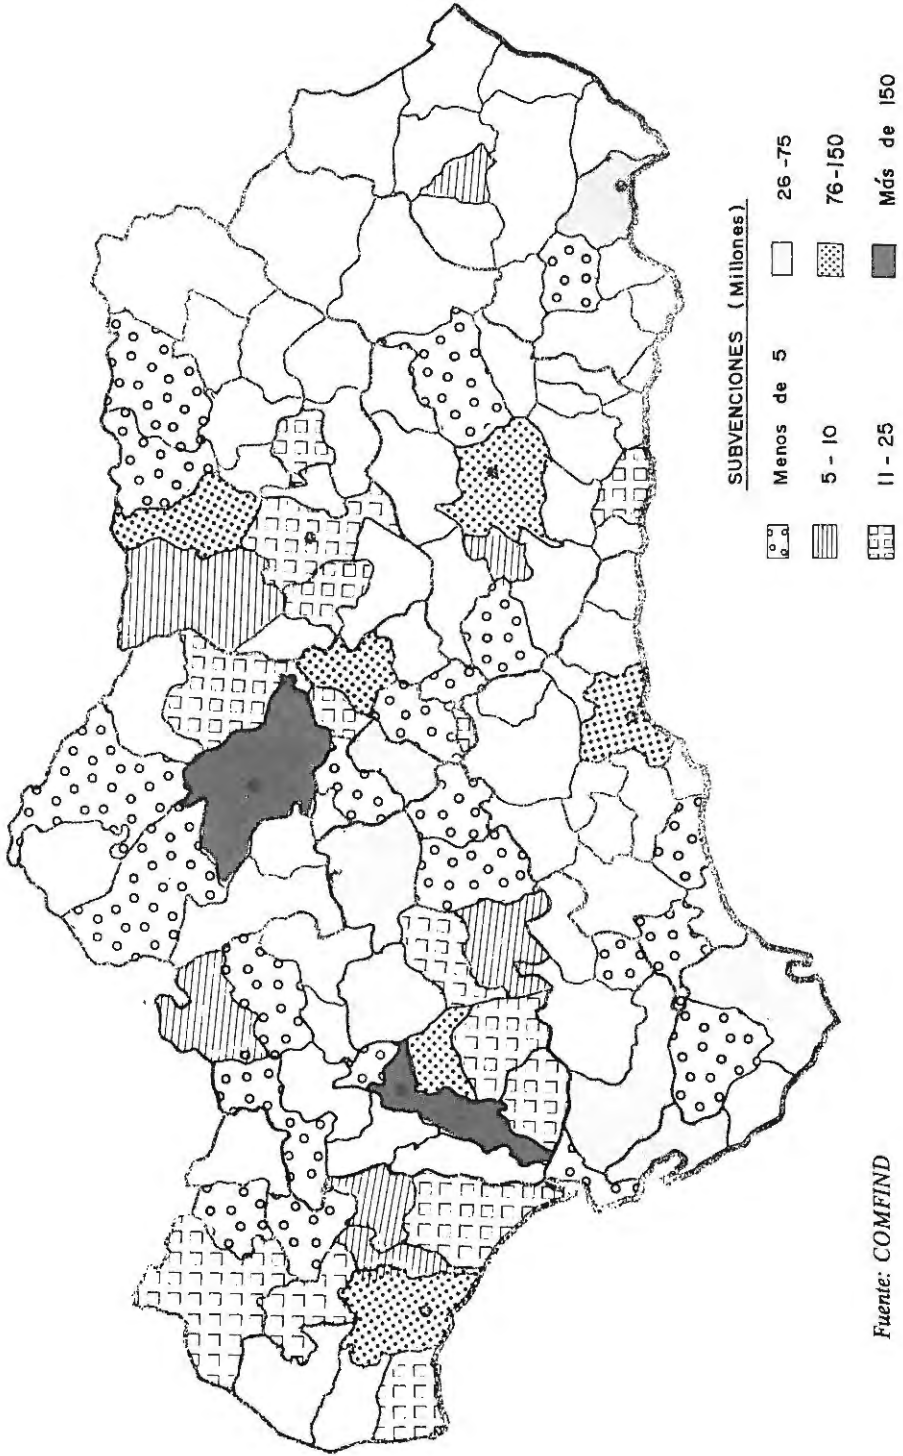 SUBVENCIONES (Millones)
Menos de 5
26-75
5-10
76-150
11-25
Más de 150
Fuente: COMFIND